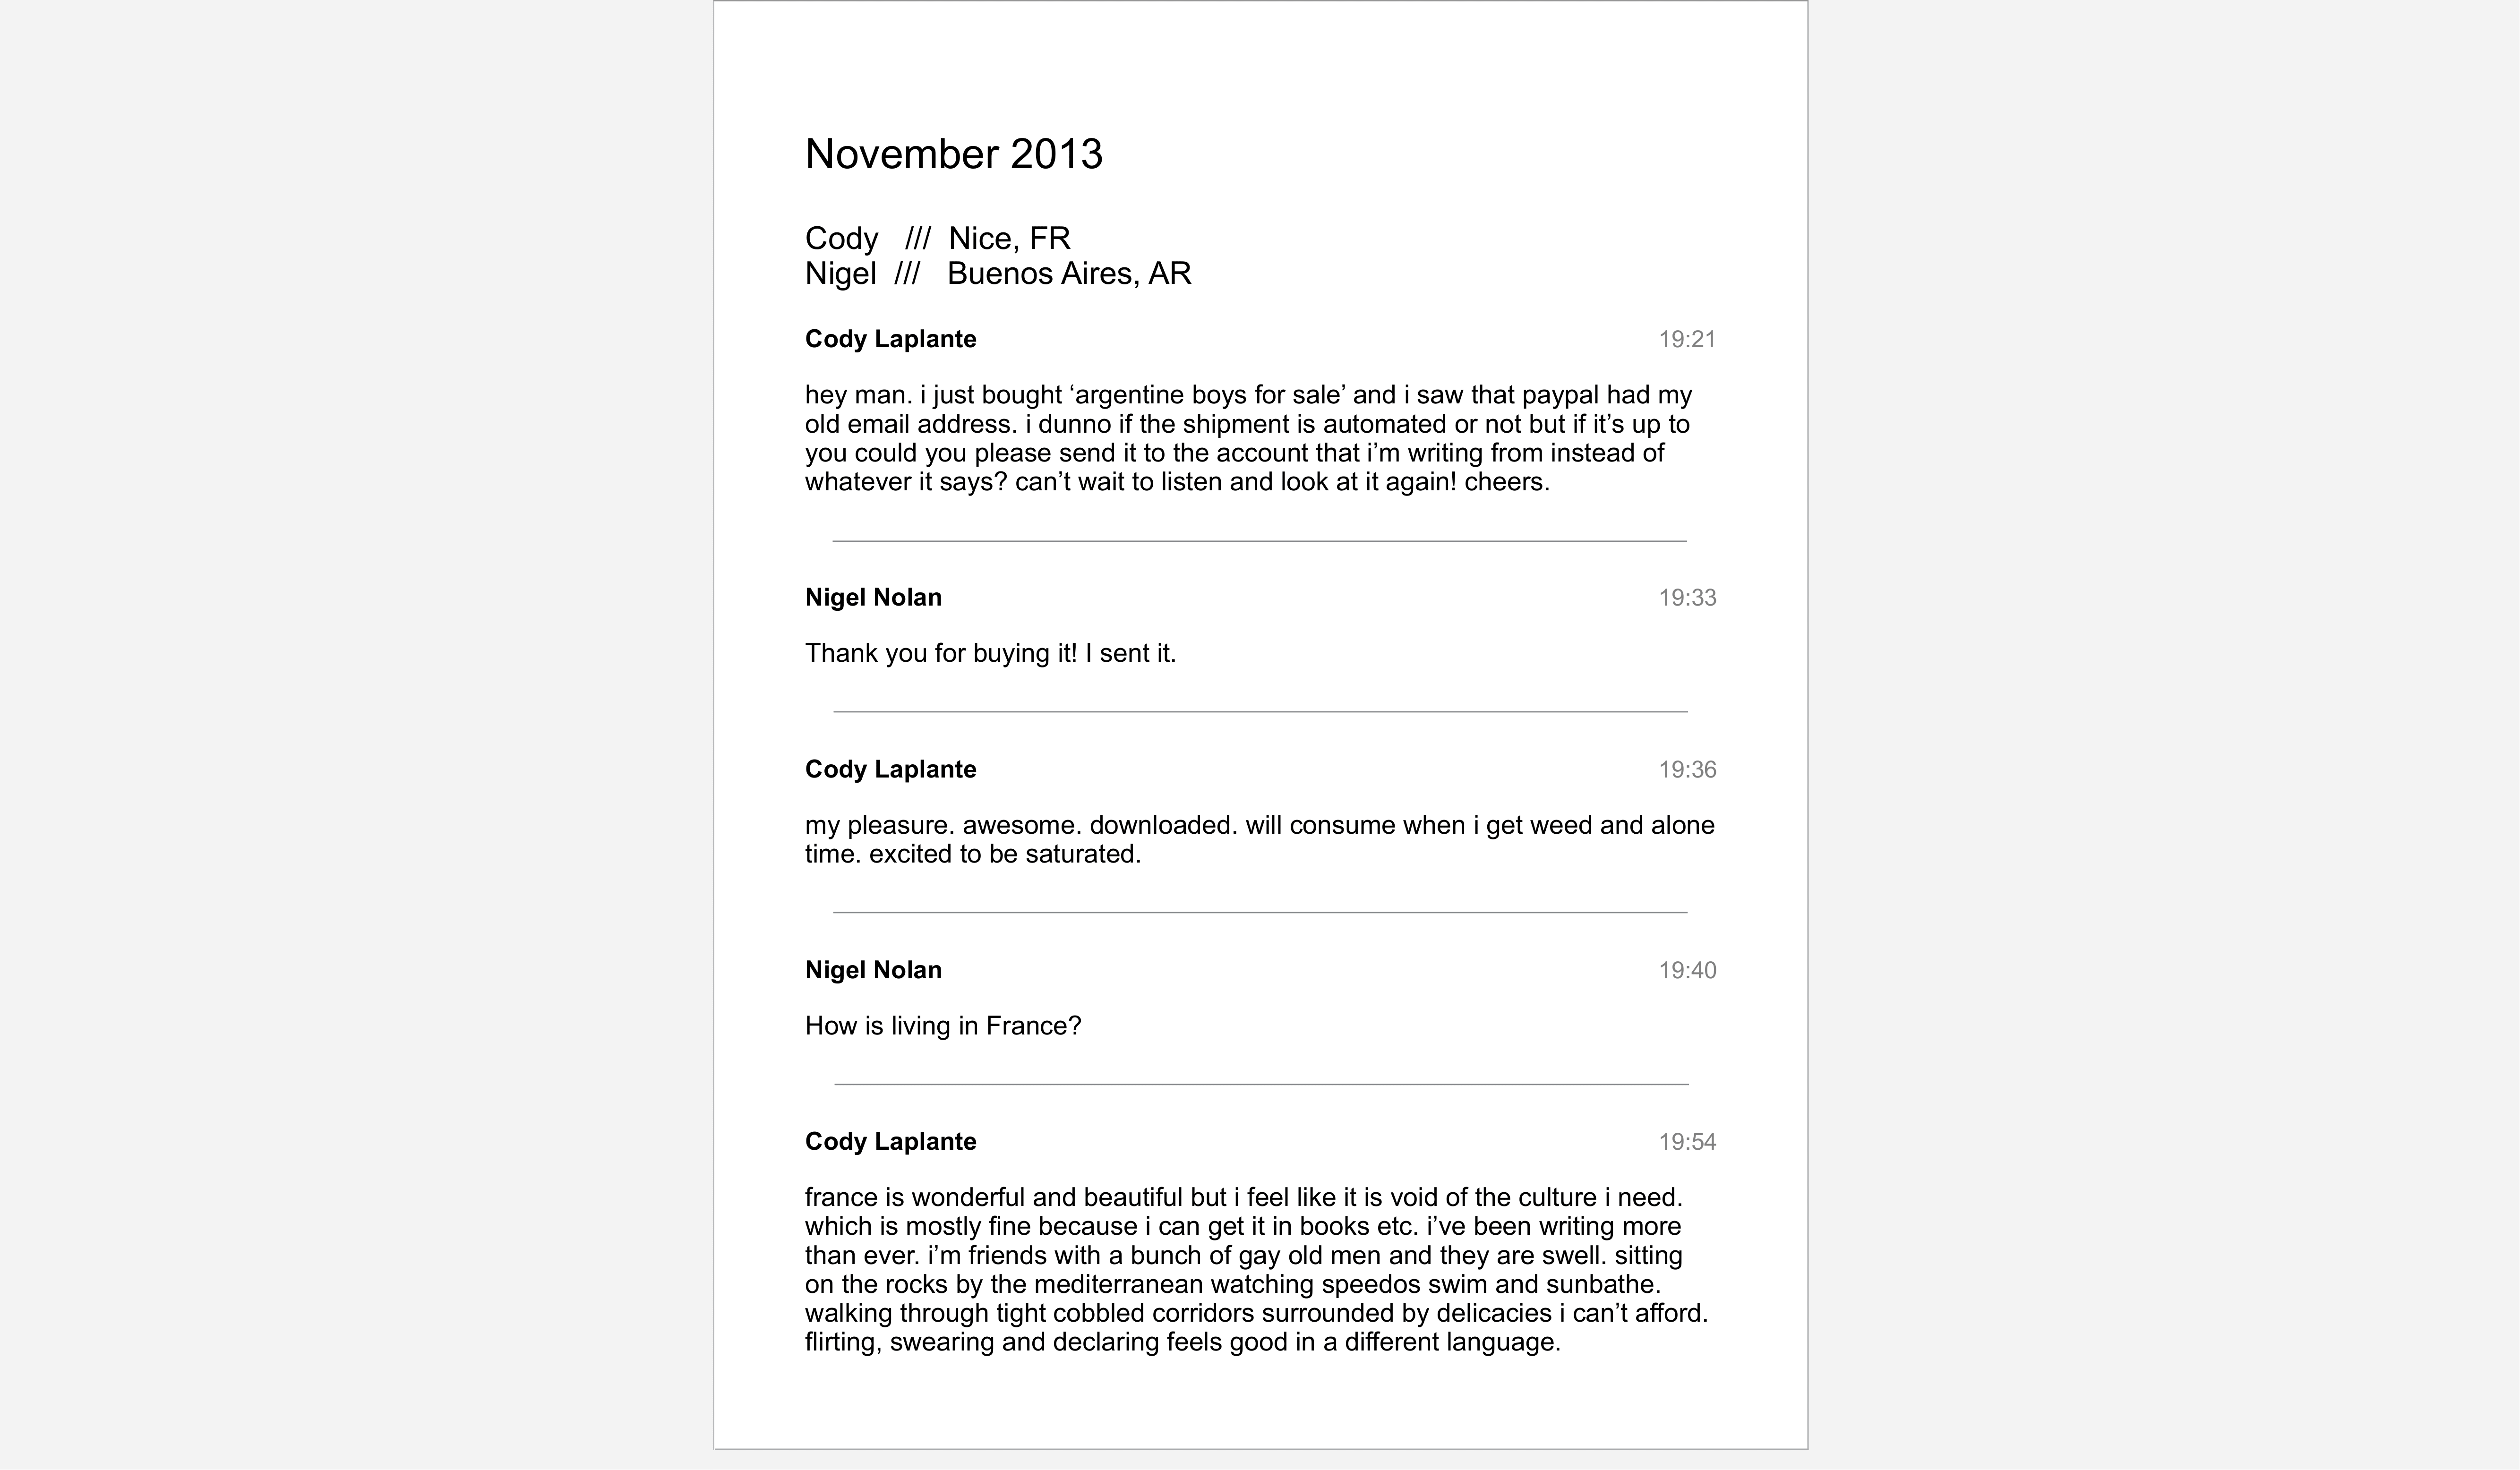 November 2013
Cody /// Nice, FR
Nigel /// Buenos Aires, AR
Cody Laplante 19:21
hey man. i just bought ‘argentine boys for sale’ and i saw that paypal had my
old email address. i dunno if the shipment is automated or not but if it’s up to
you could you please send it to the account that i’m writing from instead of
whatever it says? can’t wait to listen and look at it again! cheers.
Nigel Nolan 19:33
Thank you for buying it! I sent it.
Cody Laplante 19:36
my pleasure. awesome. downloaded. will consume when i get weed and alone
time. excited to be saturated.
Nigel Nolan 19:40
How is living in France?
Cody Laplante 19:54
france is wonderful and beautiful but i feel like it is void of the culture i need.
which is mostly fine because i can get it in books etc. i’ve been writing more
than ever. i’m friends with a bunch of gay old men and they are swell. sitting
on the rocks by the mediterranean watching speedos swim and sunbathe.
walking through tight cobbled corridors surrounded by delicacies i can’t afford.
flirting, swearing and declaring feels good in a different language.